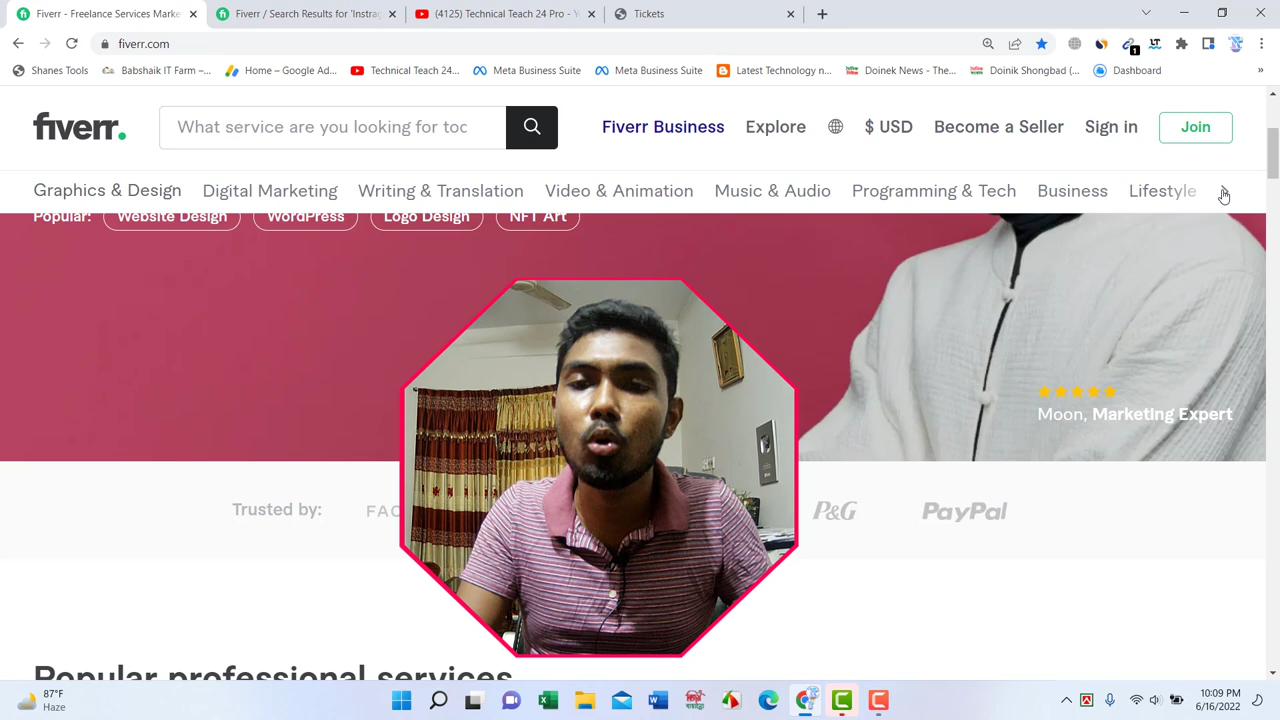 Fiverr - Freelance Services Marke
Fiverr / Search Results for 'Instrag
(4125) Technical Teach 24 Pro - Y
Tickets
fiverr.com
1
Shanes Tools
Babshaik IT Farm –...
Home – Google Ad...
Technical Teach 24...
Meta Business Suite
Meta Business Suite
Latest Technology n...
Doinek News - The...
Doinik Shongbad (...
Dashboard
»
fiverr.
What service are you looking for toc
Fiverr Business
Explore
$ USD
Become a Seller
Sign in
Join
Graphics & Design
Digital Marketing
Writing & Translation
Video & Animation
Music & Audio
Programming & Tech
Business
Lifestyle
Popular:
Website Design
WordPress
Logo Design
NFT Art
Moon, Marketing Expert
Trusted by:
FAC
P&G
PayPal
Popular professional services
87°F
Haze
10:09 PM
6/16/2022